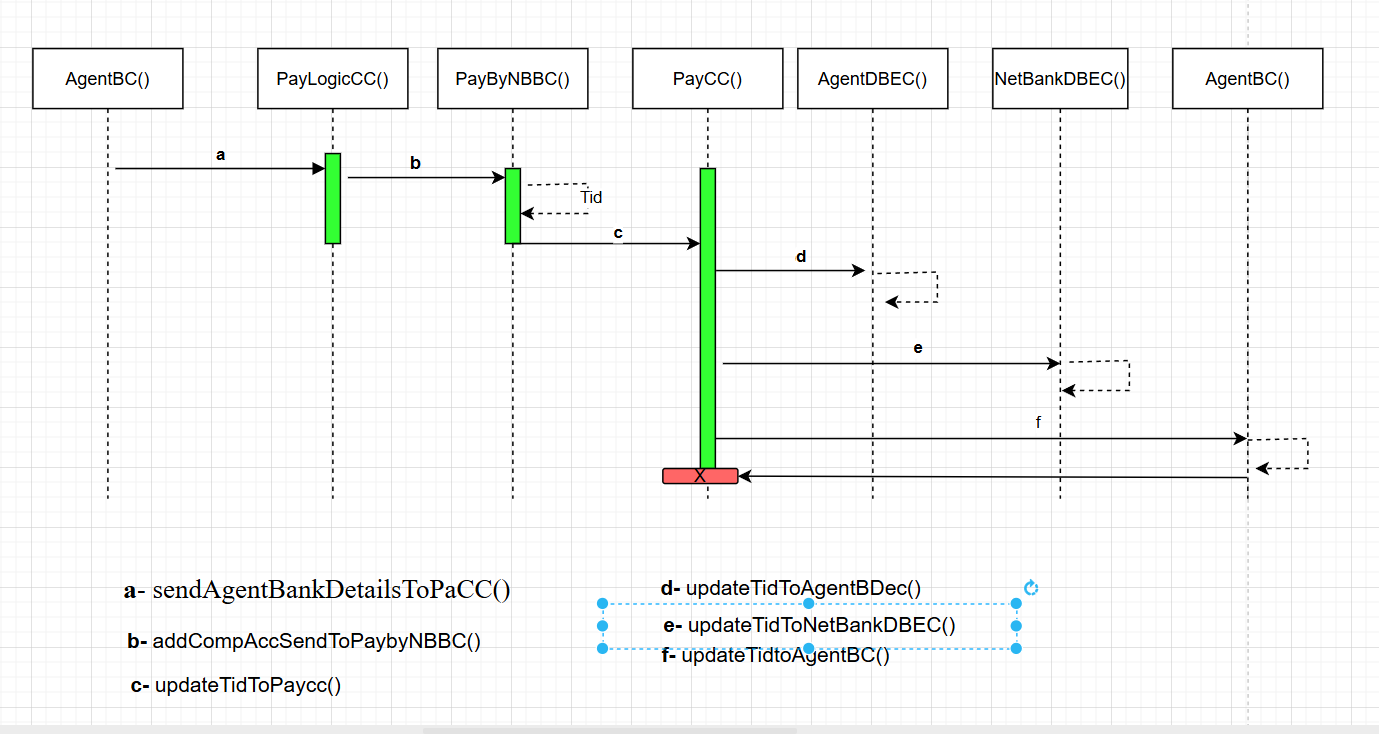 AgentBC() PayLogicCC() PayByNBBC() PayCC() AgentDBEC() NetBankDBEC() AgentBC()
a
b
Tid
c
d
e
f
X
a- sendAgentBankDetailsToPaCC()
b- addCompAccSendToPaybyNBBC()
c- updateTidToPaycc()
d- updateTidToAgentBDec()
e- updateTidToNetBankDBEC()
f- updateTidtoAgentBC()